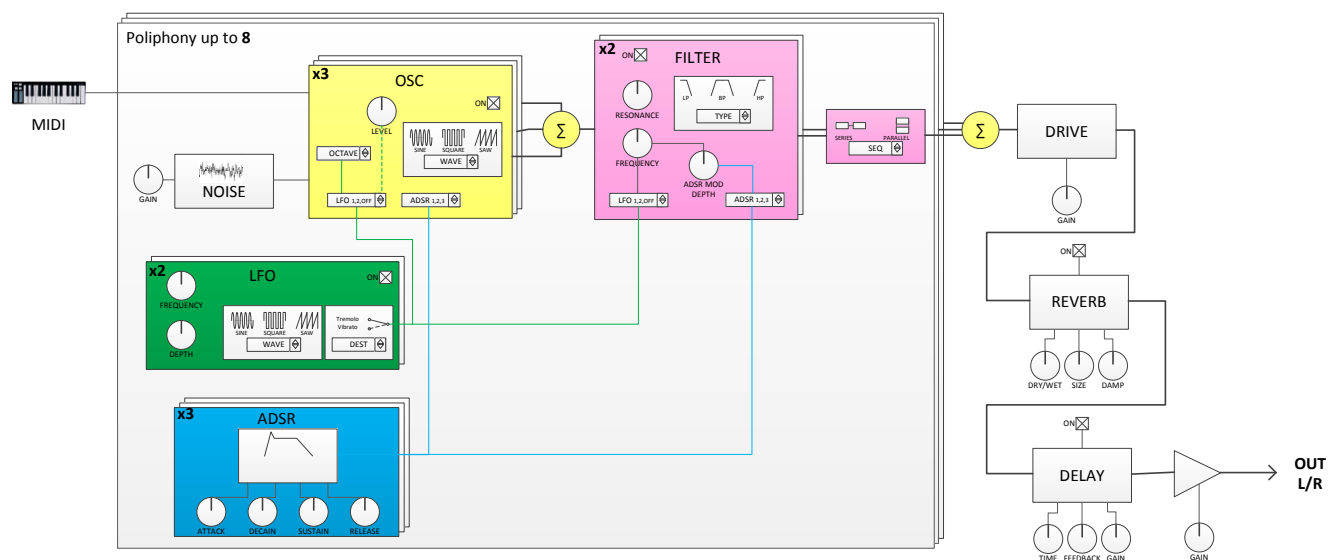 Poliphony up to 8
MIDI
GAIN
NOISE
x3
OSC
ON
LEVEL
OCTAVE
SINE SQUARE SAW
WAVE
LFO 1,2,OFF
ADSR 1,2,3
Σ
x2
FILTER
ON
RESONANCE
LP BP HP
TYPE
FREQUENCY
ADSR MOD
DEPTH
LFO 1,2,OFF
ADSR 1,2,3
SERIES PARALLEL
SEQ
Σ
DRIVE
GAIN
x2
LFO
ON
FREQUENCY
DEPTH
SINE SQUARE SAW
WAVE
Tremolo
Vibrato
DEST
ON
REVERB
DRY/WET SIZE DAMP
x3
ADSR
ATTACK DECAIN SUSTAIN RELEASE
ON
DELAY
TIME FEEDBACK GAIN
GAIN
OUT
L/R